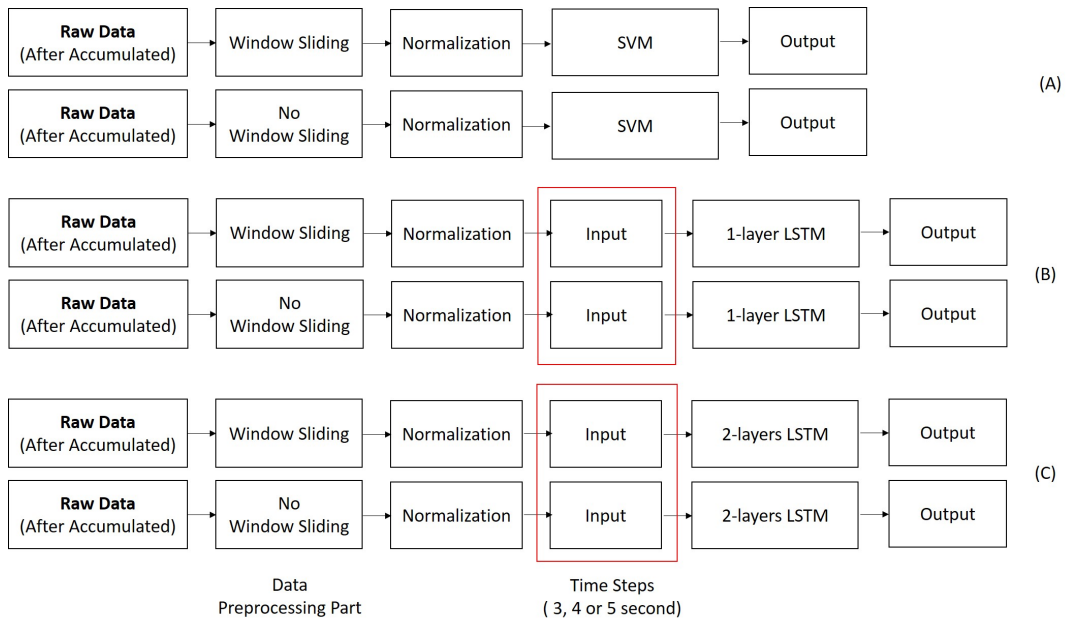 Raw Data
(After Accumulated)
Window Sliding
Normalization
SVM
Output
(A)
Raw Data
(After Accumulated)
No
Window Sliding
Normalization
SVM
Output
Raw Data
(After Accumulated)
Window Sliding
Normalization
Input
1-layer LSTM
Output
(B)
Raw Data
(After Accumulated)
No
Window Sliding
Normalization
Input
1-layer LSTM
Output
Raw Data
(After Accumulated)
Window Sliding
Normalization
Input
2-layers LSTM
Output
(C)
Raw Data
(After Accumulated)
No
Window Sliding
Normalization
Input
2-layers LSTM
Output
Data
Preprocessing Part
Time Steps
( 3, 4 or 5 second)